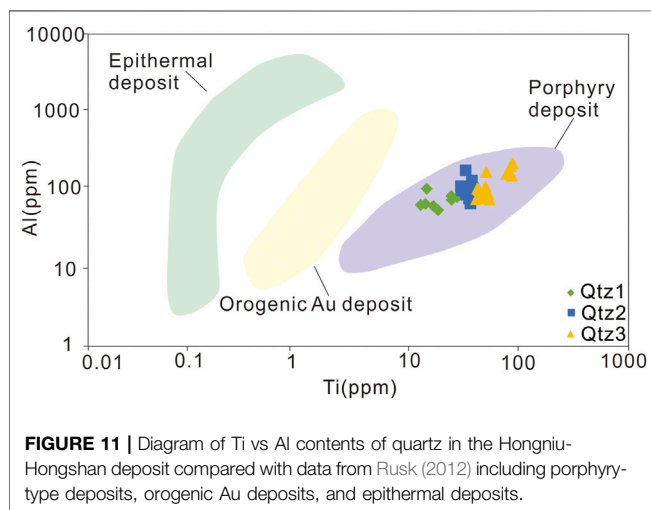 10000
1000
100
10
1
Al(ppm)
Epithermal
deposit
Porphyry
deposit
Orogenic Au deposit
Qtz1
Qtz2
Qtz3
0.01 0.1 1 10 100 1000
Ti(ppm)
FIGURE 11 | Diagram of Ti vs Al contents of quartz in the Hongniu-
Hongshan deposit compared with data from Rusk (2012) including porphyry-
type deposits, orogenic Au deposits, and epithermal deposits.